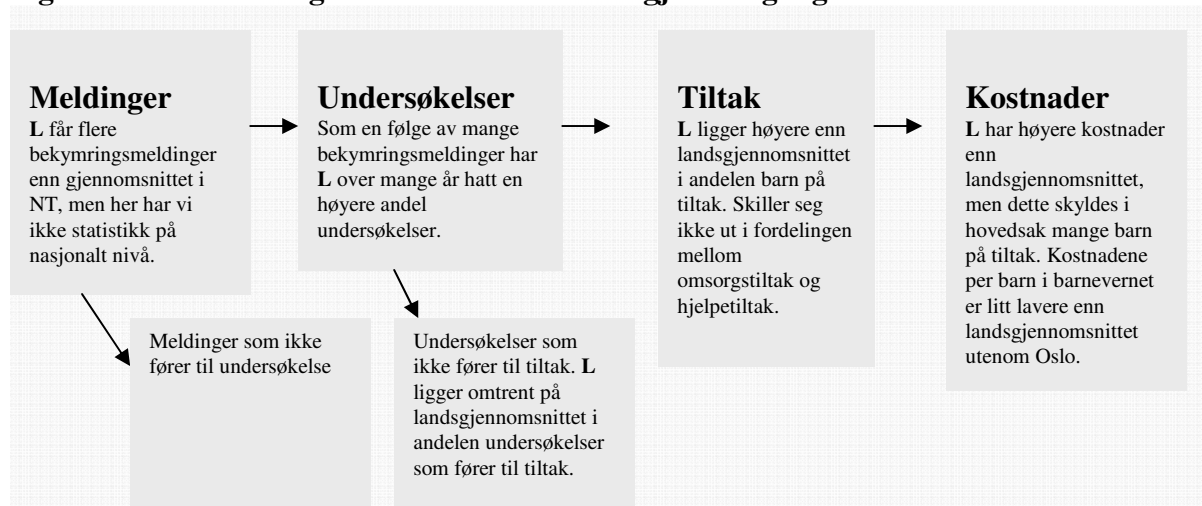 Meldinger
L får flere
bekymringsmeldinger
enn gjennomsnittet i
NT, men her har vi
ikke statistikk på
nasjonalt nivå.
Undersøkelser
Som en følge av mange
bekymringsmeldinger har
L over mange år hatt en
høyere andel
undersøkelser.
Tiltak
L ligger høyere enn
landsgjennomsnittet
i andelen barn på
tiltak. Skiller seg
ikke ut i fordelingen
mellom
omsorgstiltak og
hjelpetiltak.
Kostnader
L har høyere kostnader
enn
landsgjennomsnittet,
men dette skyldes i
hovedsak mange barn
på tiltak. Kostnadene
per barn i barnevernet
er litt lavere enn
landsgjennomsnittet
utenom Oslo.
Meldinger som ikke
fører til undersøkelse
Undersøkelser som
ikke fører til tiltak. L
ligger omtrent på
landsgjennomsnittet i
andelen undersøkelser
som fører til tiltak.